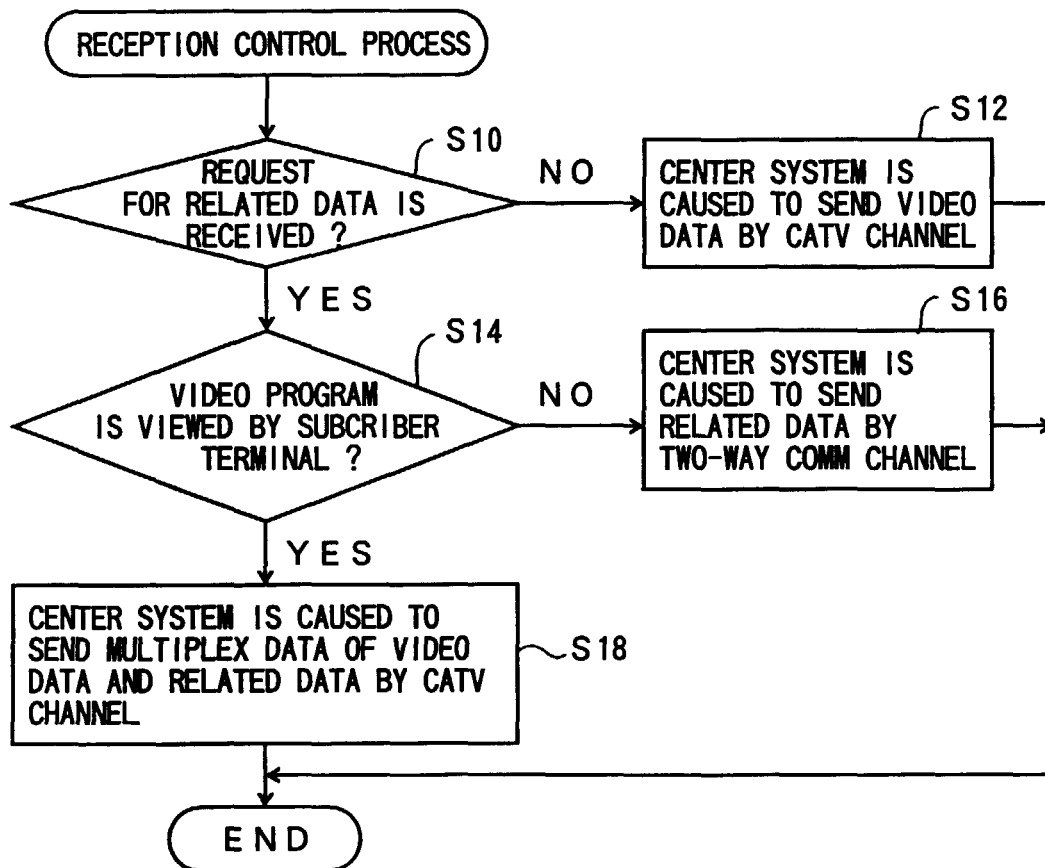 RECEPTION CONTROL PROCESS
S10
REQUEST
FOR RELATED DATA IS
RECEIVED ?
NO
S12
CENTER SYSTEM IS
CAUSED TO SEND VIDEO
DATA BY CATV CHANNEL
YES
S14
VIDEO PROGRAM
IS VIEWED BY SUBCRIBER
TERMINAL ?
NO
S16
CENTER SYSTEM IS
CAUSED TO SEND
RELATED DATA BY
TWO-WAY COMM CHANNEL
YES
CENTER SYSTEM IS CAUSED TO
SEND MULTIPLEX DATA OF VIDEO
DATA AND RELATED DATA BY CATV
CHANNEL
S18
END